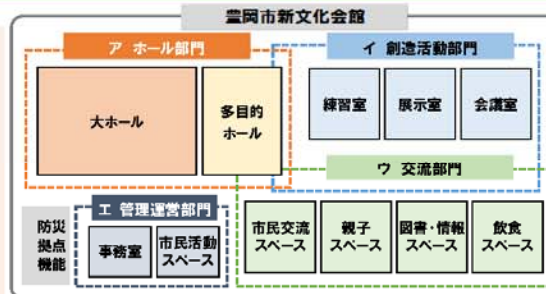 豊岡市新文化会館
ア ホール部門
大ホール
多目的
ホール
イ 創造活動部門
練習室
展示室
会議室
ウ 交流部門
市民交流
スペース
親子
スペース
図書・情報
スペース
飲食
スペース
エ 管理運営部門
事務室
市民活動
スペース
防災
拠点
機能